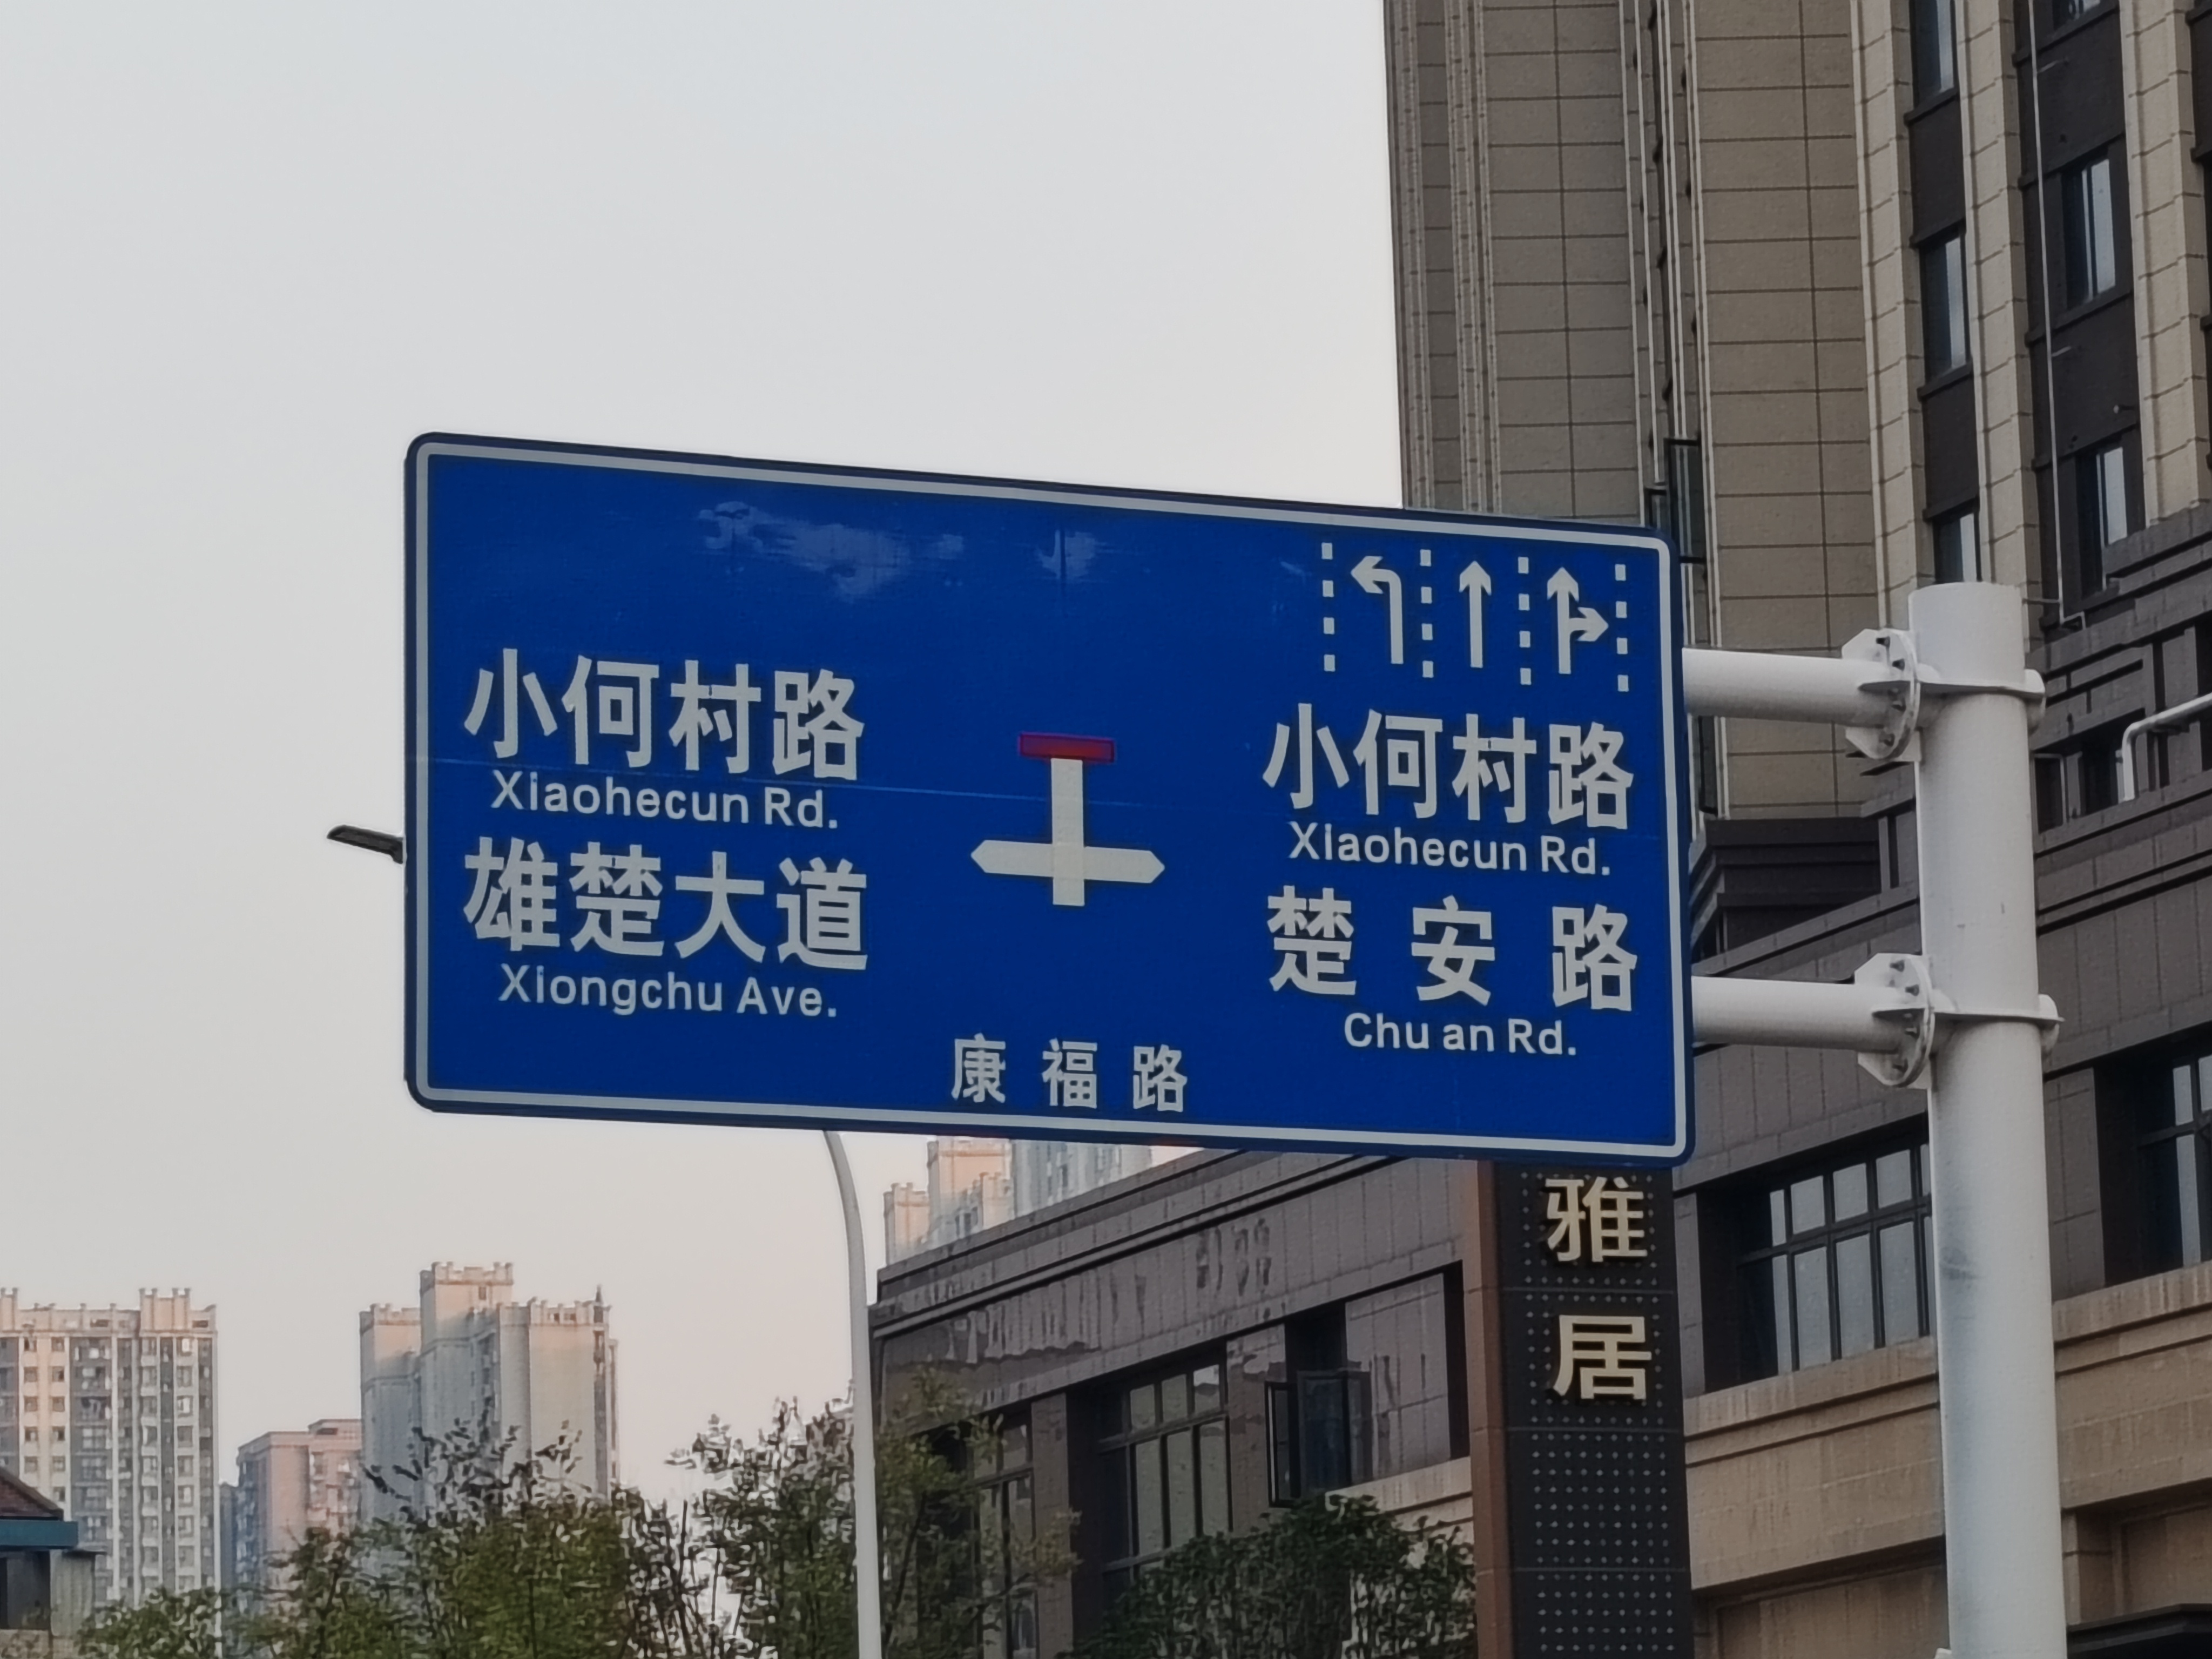 小何村路
Xiaohecun Rd.
雄楚大道
Xiongchu Ave.
小何村路
Xiaohecun Rd.
楚安路
Chu an Rd.
康福路
雅居